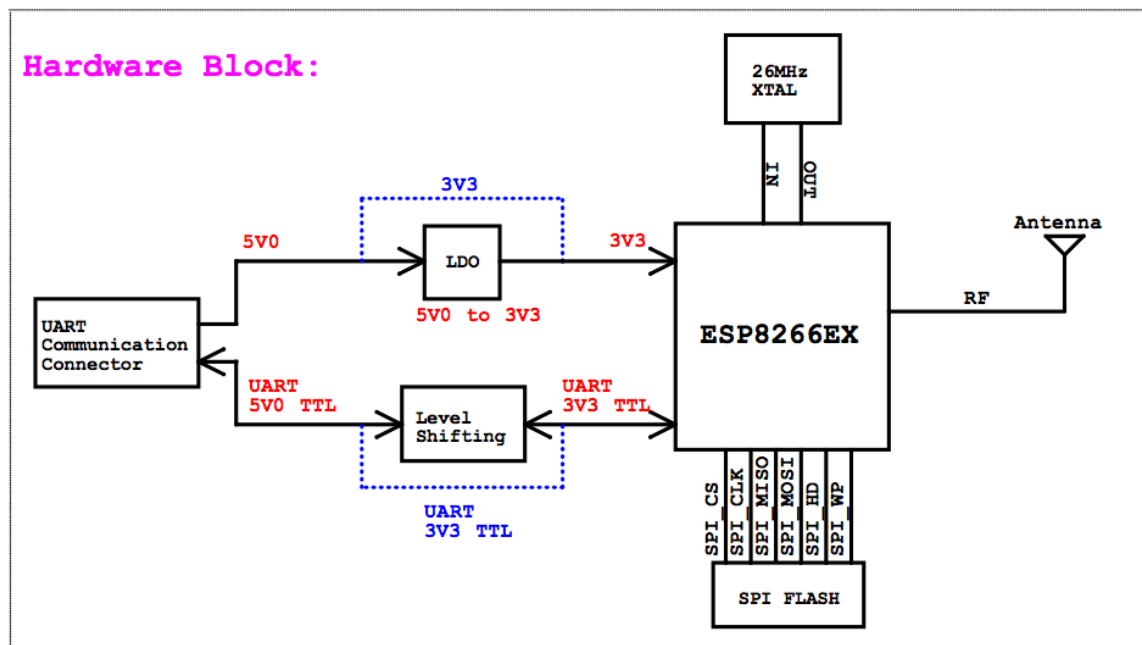 Hardware Block:
26MHz
XTAL
IN
OUT
3V3
5V0
LDO
3V3
5V0 to 3V3
Antenna
RF
UART
Communication
Connector
ESP8266EX
UART
5V0 TTL
Level
Shifting
UART
3V3 TTL
UART
3V3 TTL
SPI_CS
SPI_CLK
SPI_MISO
SPI_MOSI
SPI_HD
SPI_WP
SPI FLASH